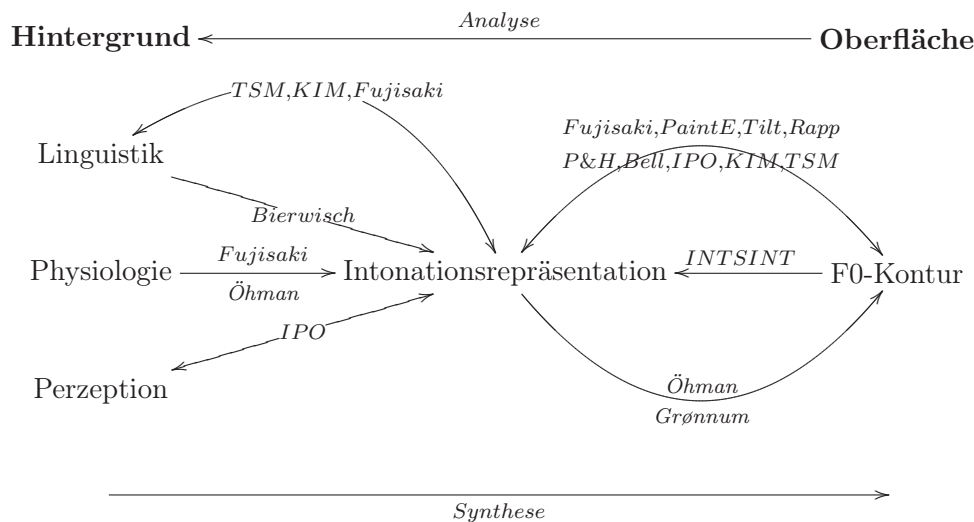 Analyse
Hintergrund
Oberfläche
TSM,KIM,Fujisaki
Fujisaki,PaintE,Tilt,Rapp
P&H,Bell,IPO,KIM,TSM
Linguistik
Bierwisch
Fujisaki
Physiologie
Intonationsrepräsentation
INTSINT
F0-Kontur
Öhman
IPO
Perzeption
Öhman
Grønnum
Synthese